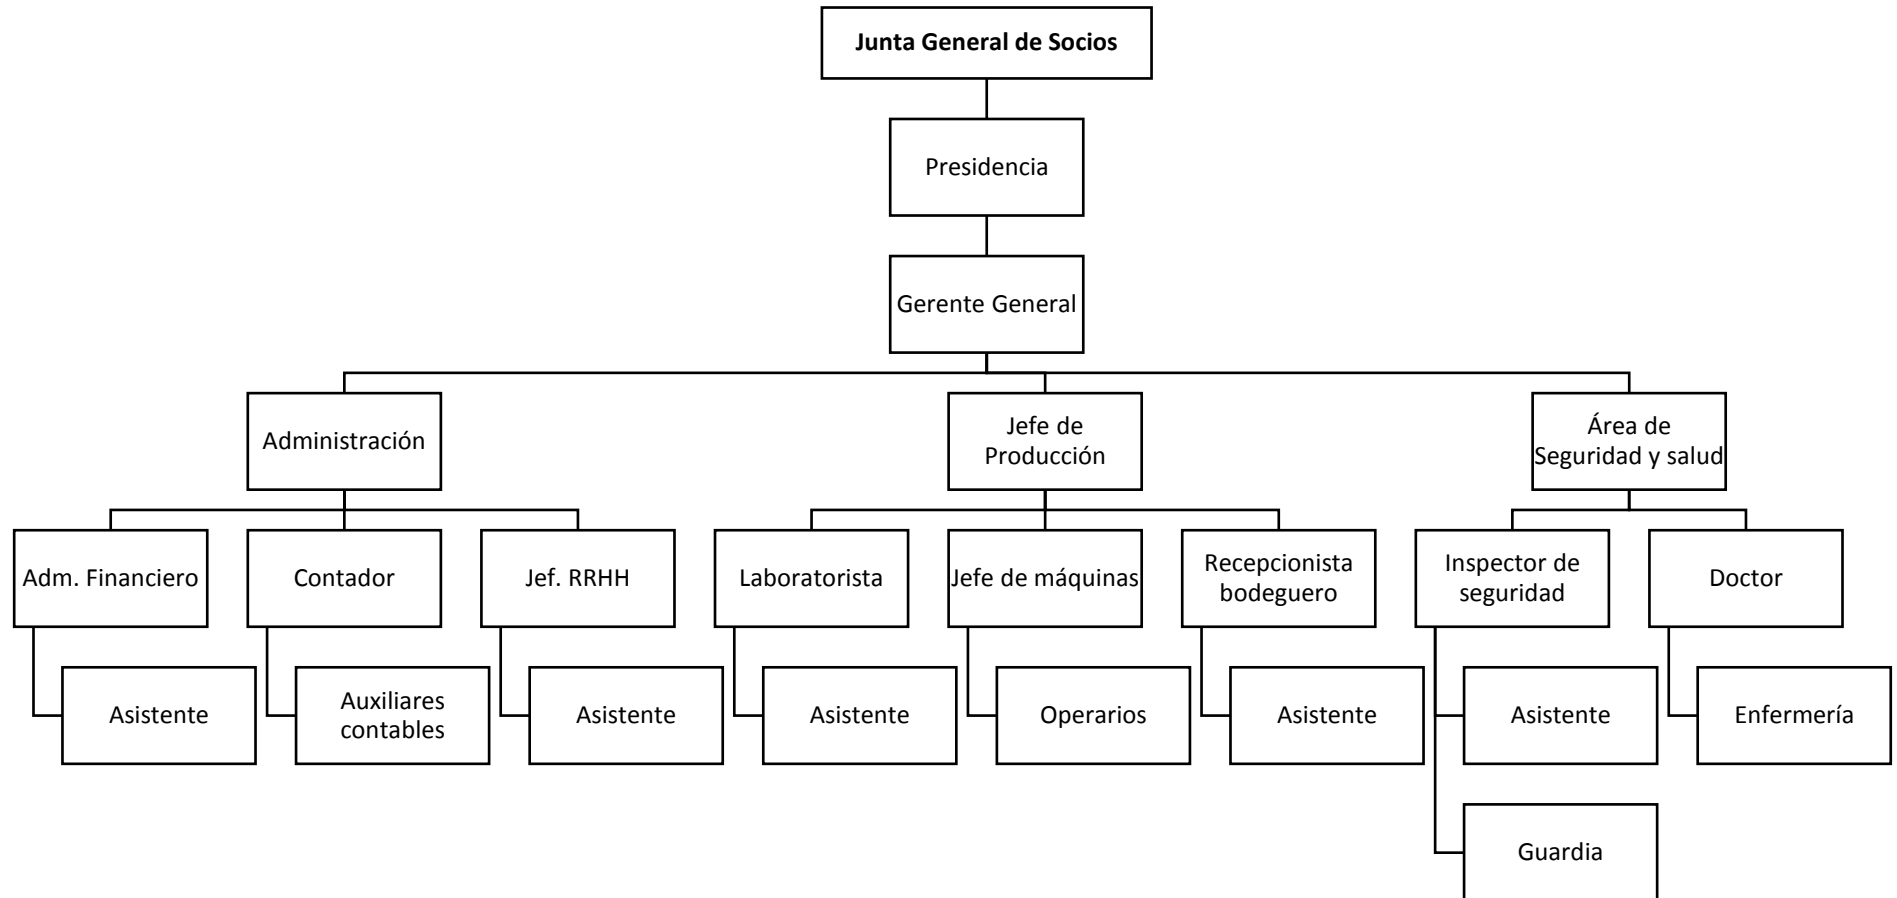 Junta General de Socios
Presidencia
Gerente General
Administración
Jefe de
Producción
Área de
Seguridad y salud
Adm. Financiero
Contador
Jef. RRHH
Laboratorista
Jefe de máquinas
Recepcionista
bodeguero
Inspector de
seguridad
Doctor
Asistente
Auxiliares
contables
Asistente
Asistente
Operarios
Asistente
Asistente
Enfermería
Guardia